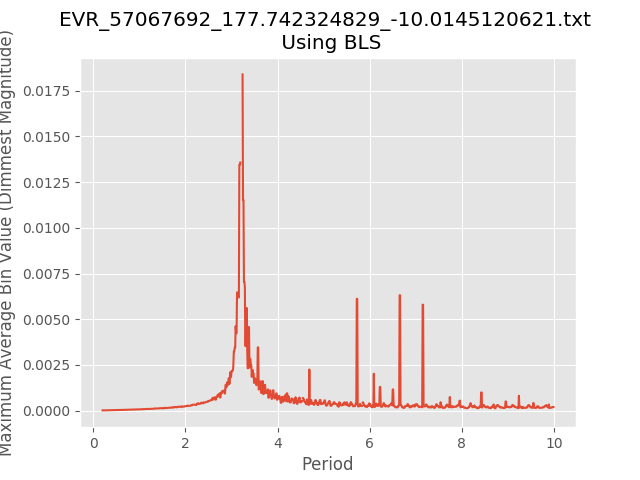 EVR_57067692_177.742324829_-10.0145120621.txt
Using BLS
Maximum Average Bin Value (Dimmest Magnitude)
0.0175
0.0150
0.0125
0.0100
0.0075
0.0050
0.0025
0.0000
0 2 4 6 8 10
Period